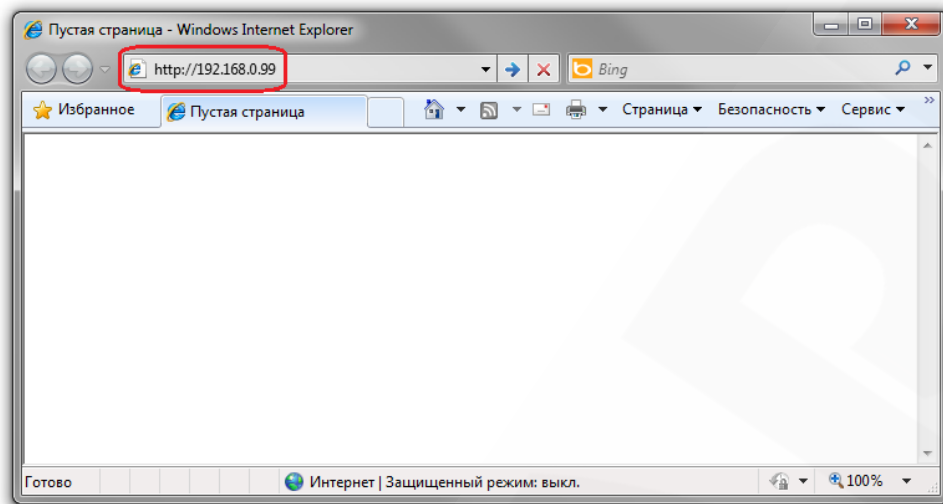 Пустая страница - Windows Internet Explorer
http://192.168.0.99
Bing
Избранное
Пустая страница
Страница
Безопасность
Сервис
Готово
Интернет | Защищенный режим: выкл.
100%